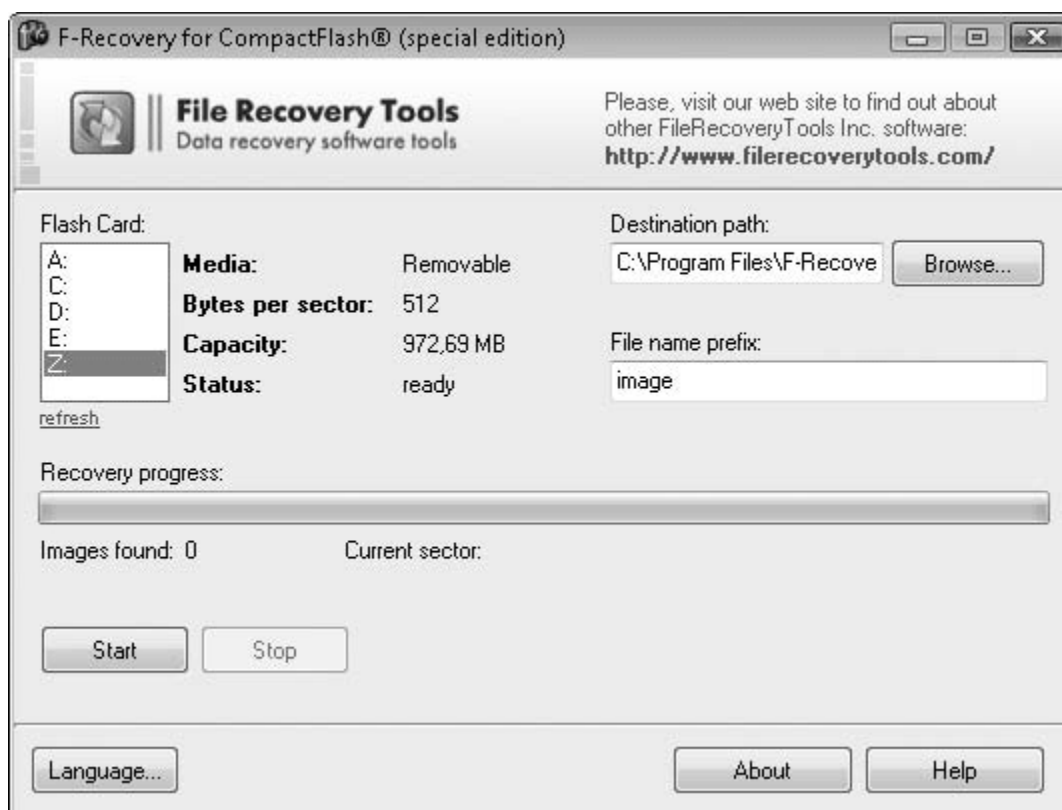 F-Recovery for CompactFlash® (special edition)
File Recovery Tools
Data recovery software tools
Please, visit our web site to find out about
other FileRecoveryTools Inc. software:
http://www.filerecoverytools.com/
Flash Card:
A:
C:
D:
E:
Z:
refresh
Media: Removable
Bytes per sector: 512
Capacity: 972,69 MB
Status: ready
Destination path:
C:\Program Files\F-Recove
Browse...
File name prefix:
image
Recovery progress:
Images found: 0 Current sector:
Start Stop
Language... About Help